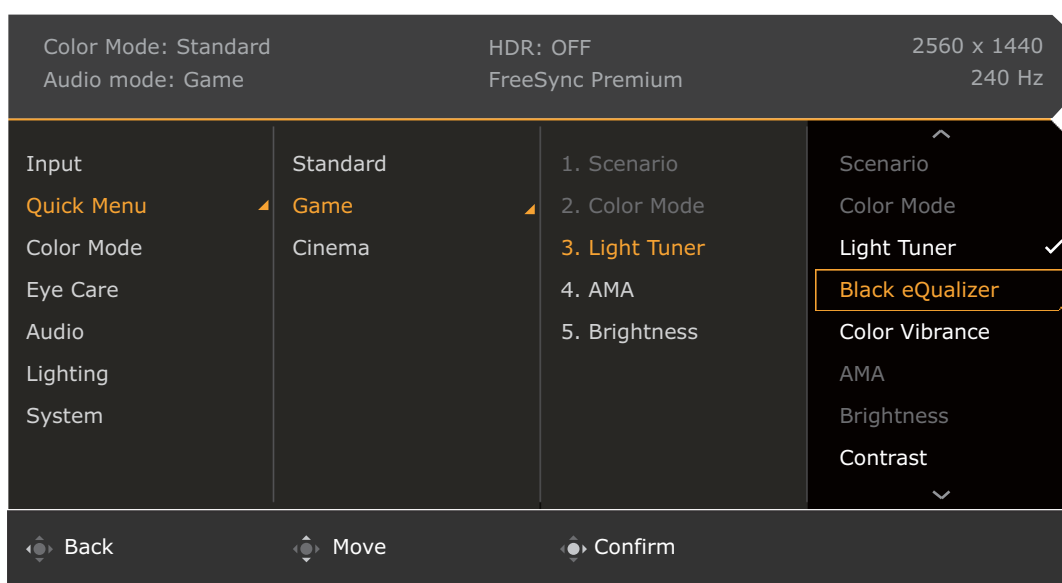 Color Mode: Standard HDR: OFF 2560 x 1440
Audio mode: Game FreeSync Premium 240 Hz
Input
Quick Menu
Color Mode
Eye Care
Audio
Lighting
System
Standard
Game
Cinema
1. Scenario
2. Color Mode
3. Light Tuner
4. AMA
5. Brightness
Scenario
Color Mode
Light Tuner
Black eQualizer
Color Vibrance
AMA
Brightness
Contrast
Back Move Confirm